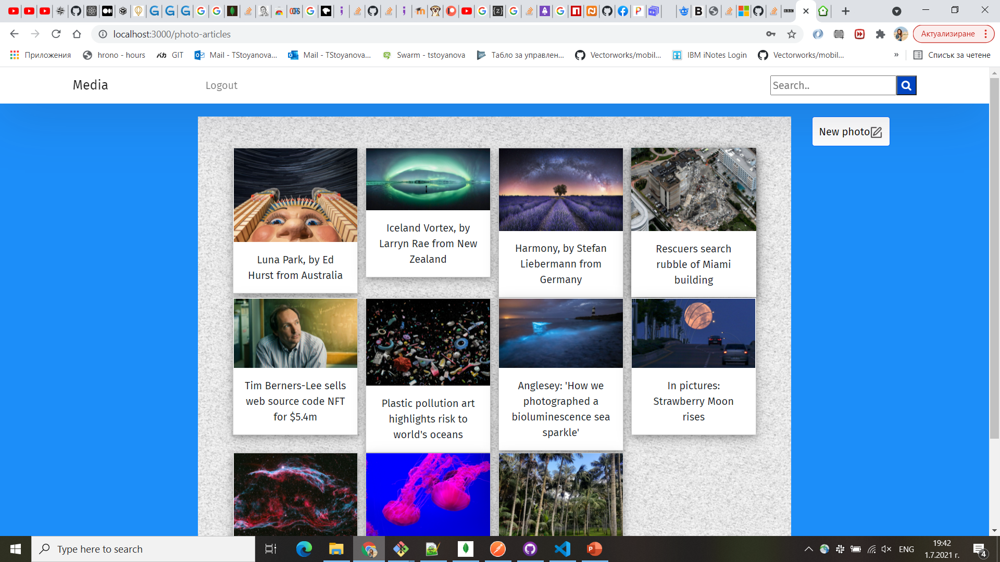 localhost:3000/photo-articles
Актуализиране
Приложения
hrono - hours
GIT
Mail - TStoyanova...
Mail - TStoyanova...
Swarm - tstoyanova
Табло за управлен...
Vectorworks/mobil...
IBM iNotes Login
Vectorworks/mobil...
»
Списък за четене
Media
Logout
Search..
New photo
Luna Park, by Ed
Hurst from Australia
Iceland Vortex, by
Larryn Rae from New
Zealand
Harmony, by Stefan
Liebermann from
Germany
Rescuers search
rubble of Miami
building
Tim Berners-Lee sells
web source code NFT
for $5.4m
Plastic pollution art
highlights risk to
world's oceans
Anglesey: 'How we
photographed a
bioluminescence sea
sparkle'
In pictures:
Strawberry Moon
rises
Type here to search
ENG
19:42
1.7.2021 г.
4